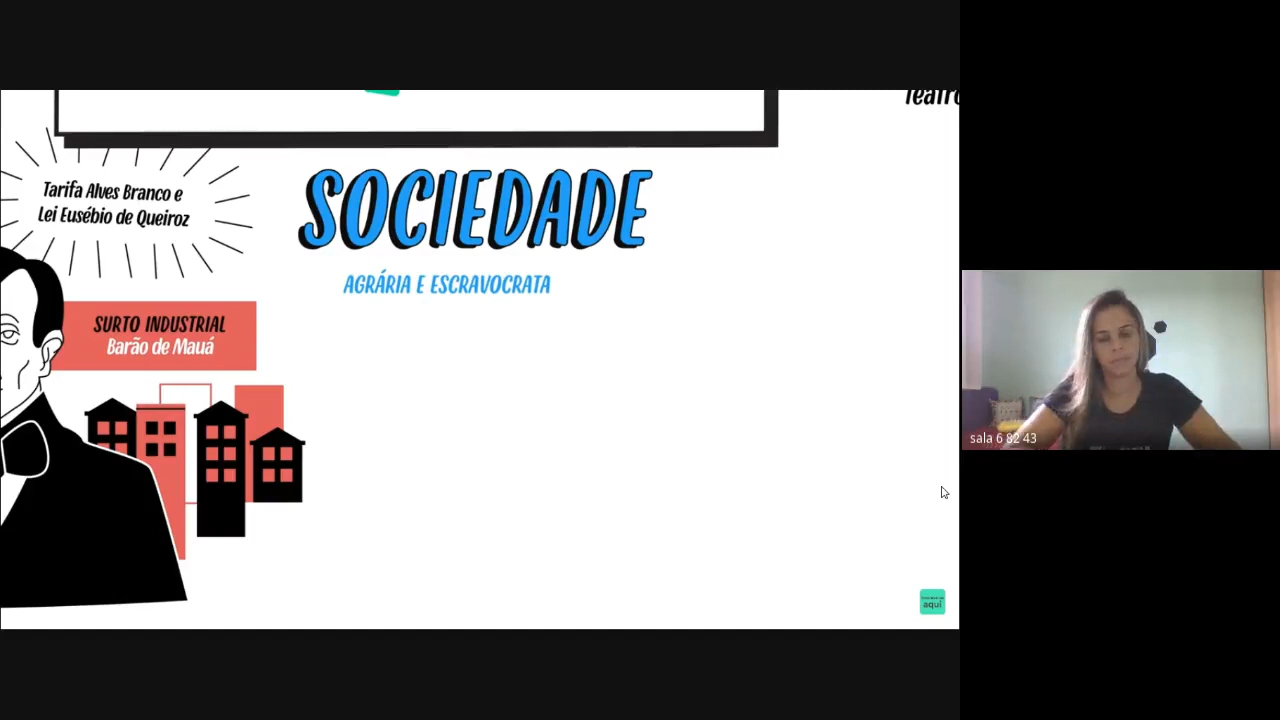 Teatro
Tarifa Alves Branco e
Lei Eusébio de Queiroz
SOCIEDADE
AGRÁRIA E ESCRAVOCRATA
SURTO INDUSTRIAL
Barão de Mauá
sala 6 82 43
aqui